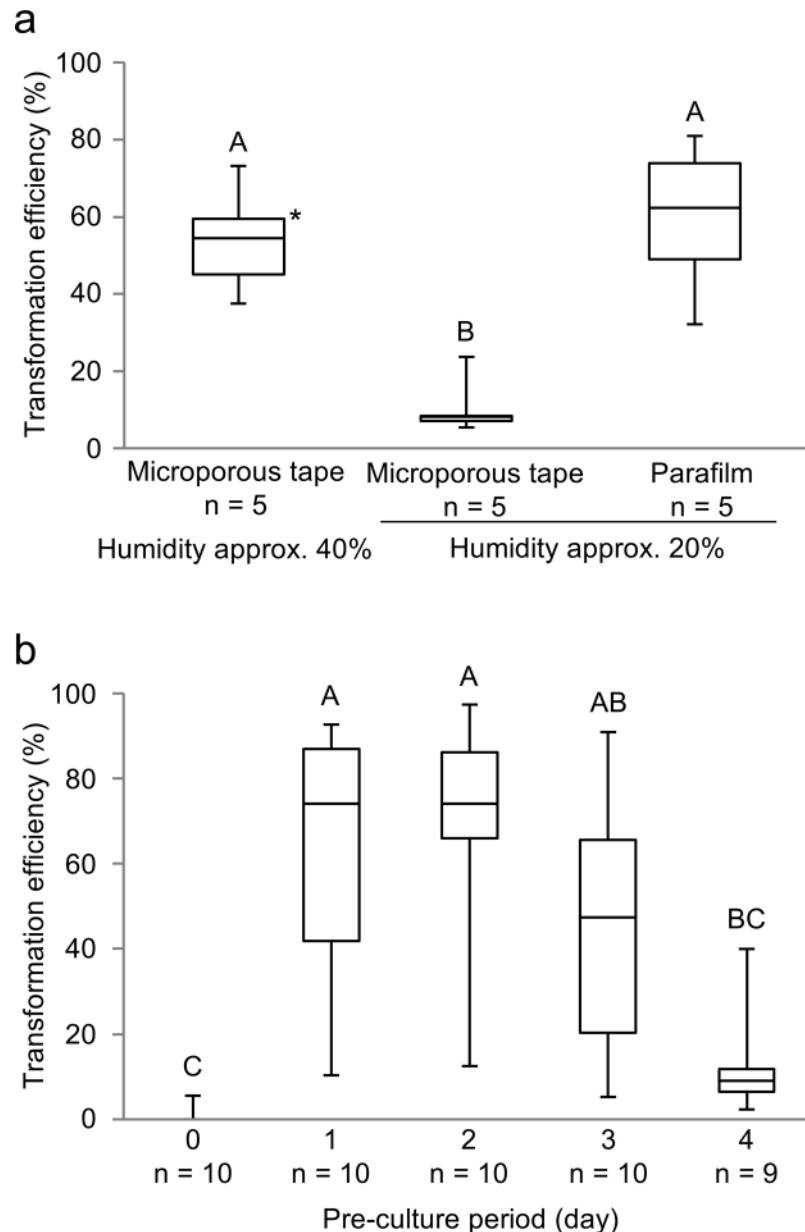 a
Transformation efficiency (%)
100
80
60
40
20
0
A
*
B
A
Microporous tape Microporous tape Parafilm
n = 5 n = 5 n = 5
Humidity approx. 40% Humidity approx. 20%
b
Transformation efficiency (%)
100
80
60
40
20
0
C
A
A
AB
BC
0 1 2 3 4
n = 10 n = 10 n = 10 n = 10 n = 9
Pre-culture period (day)